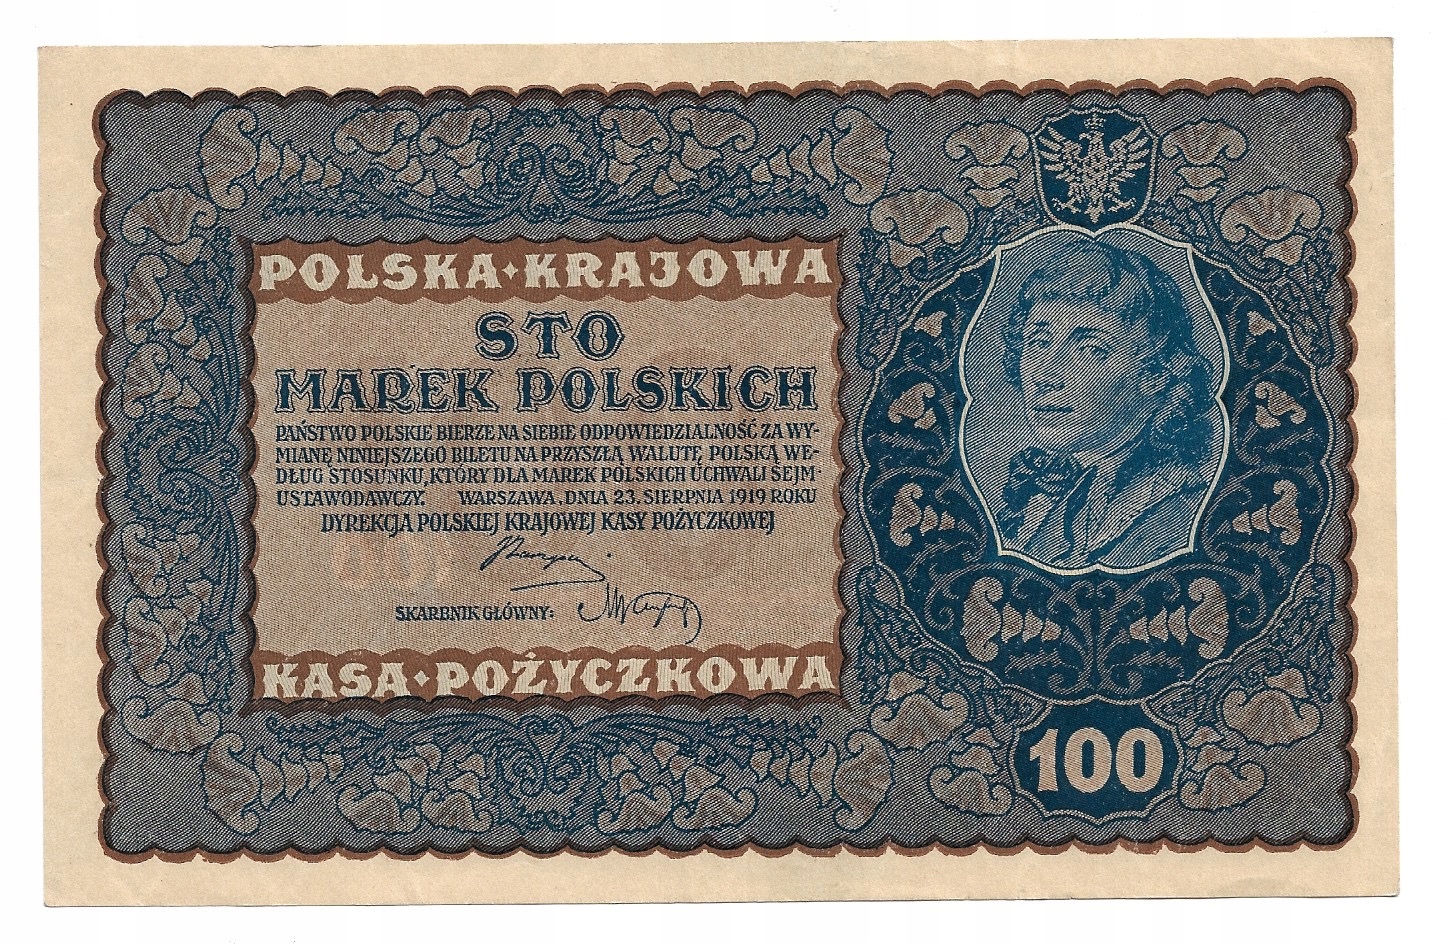 POLSKA • KRAJOWA
STO
MAREK POLSKICH
PAŃSTWO POLSKIE BIERZE NA SIEBIE ODPOWIEDZIALNOŚĆ ZA WY-
MIANĘ NINIEJSZEGO BILETU NA PRZYSZŁĄ WALUTĘ POLSKĄ WE-
DŁUG STOSUNKU, KTÓRY DLA MAREK POLSKICH UCHWALI SEJM
USTAWODAWCZY. WARSZAWA, DNIA 23. SIERPNIA 1919 ROKU
DYREKCJA POLSKIEJ KRAJOWEJ KASY POŻYCZKOWEJ
SKARBNIK GŁÓWNY:
KASA • POŻYCZKOWA
100